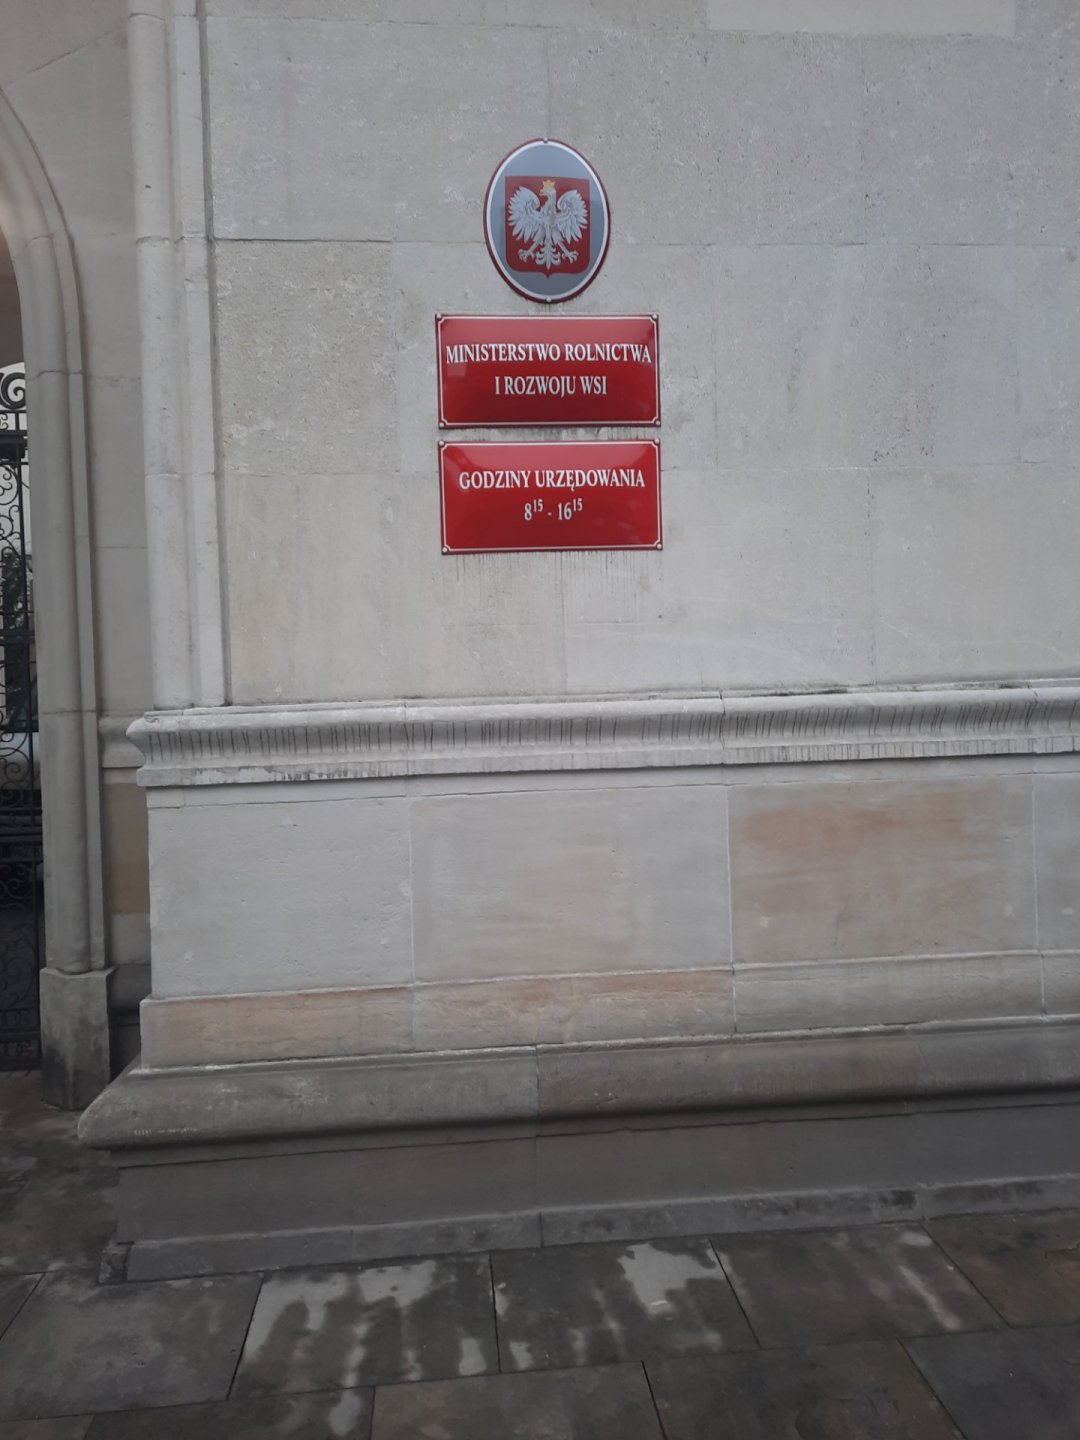 MINISTERSTWO ROLNICTWA
I ROZWOJU WSI
GODZINY URZĘDOWANIA
8¹⁵ - 16¹⁵